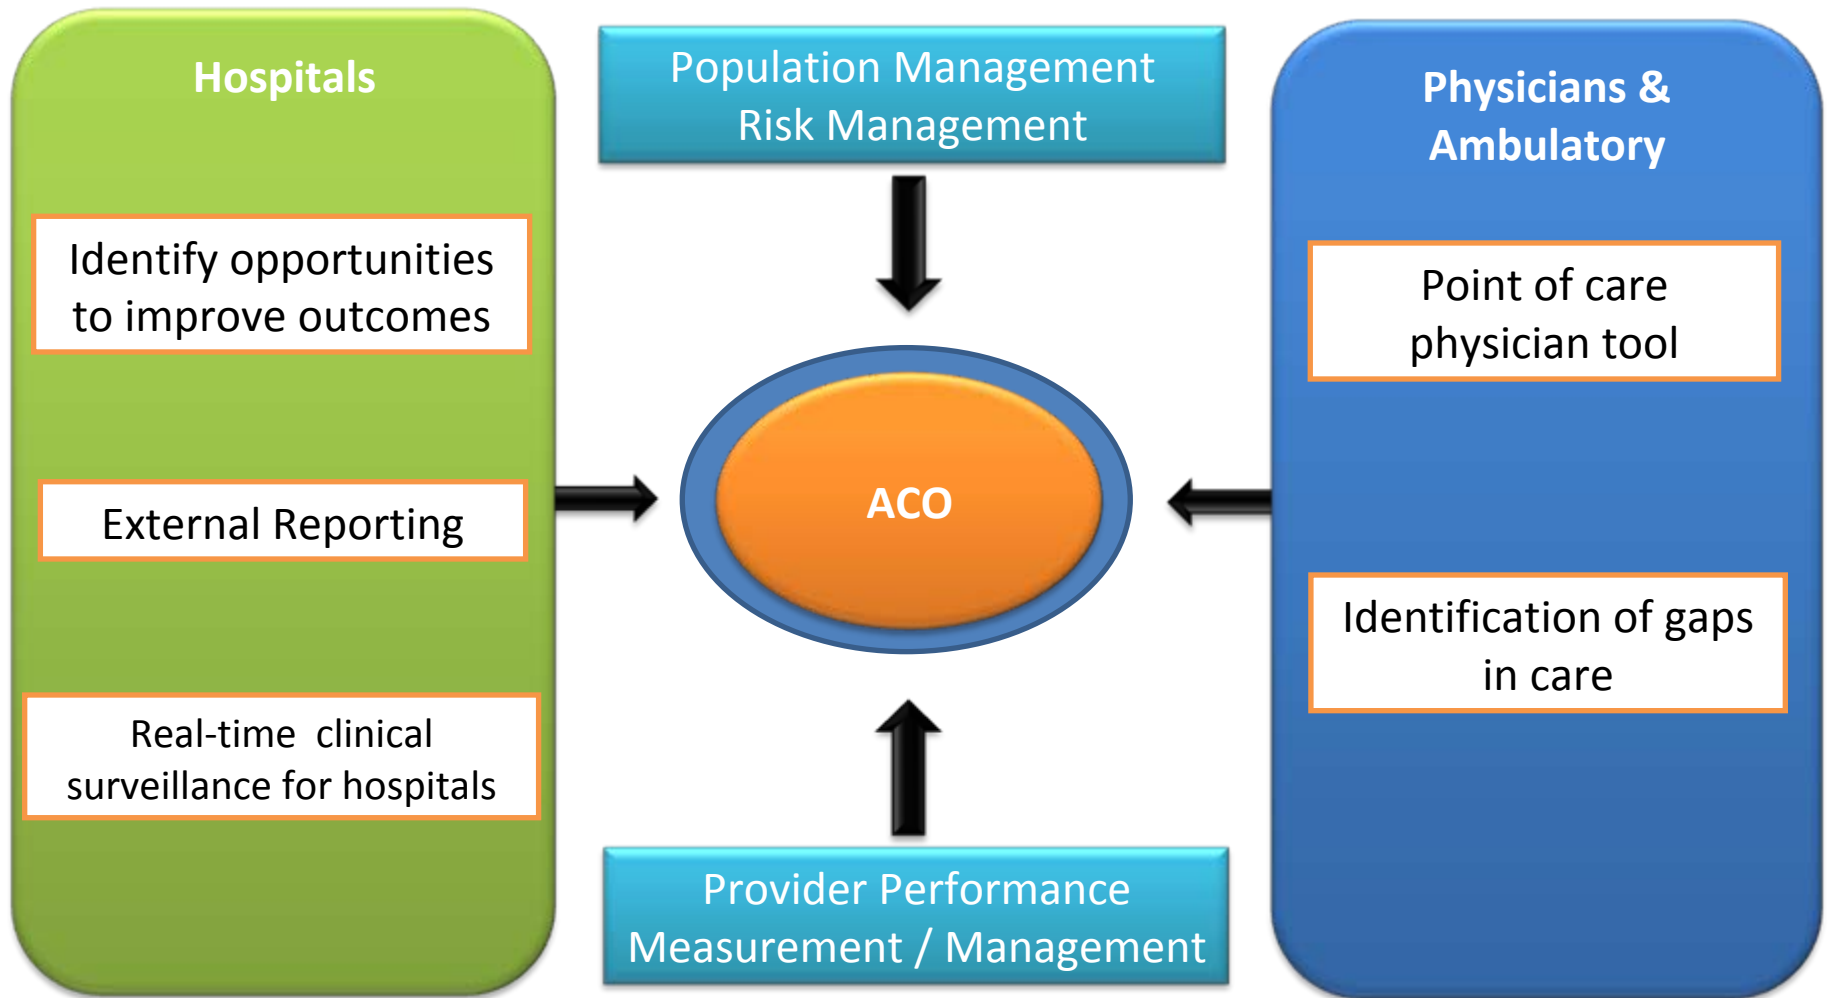 Hospitals
Identify opportunities
to improve outcomes
External Reporting
Real-time clinical
surveillance for hospitals
Population Management
Risk Management
ACO
Provider Performance
Measurement / Management
Physicians &
Ambulatory
Point of care
physician tool
Identification of gaps
in care